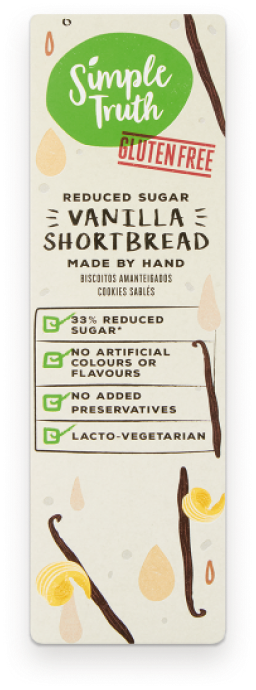 Simple
Truth
GLUTEN FREE
REDUCED SUGAR
VANILLA
SHORTBREAD
MADE BY HAND
BISCOITOS AMANTEIGADOS
COOKIES SABLÉS
33% REDUCED
SUGAR*
NO ARTIFICIAL
COLOURS OR
FLAVOURS
NO ADDED
PRESERVATIVES
LACTO-VEGETARIAN